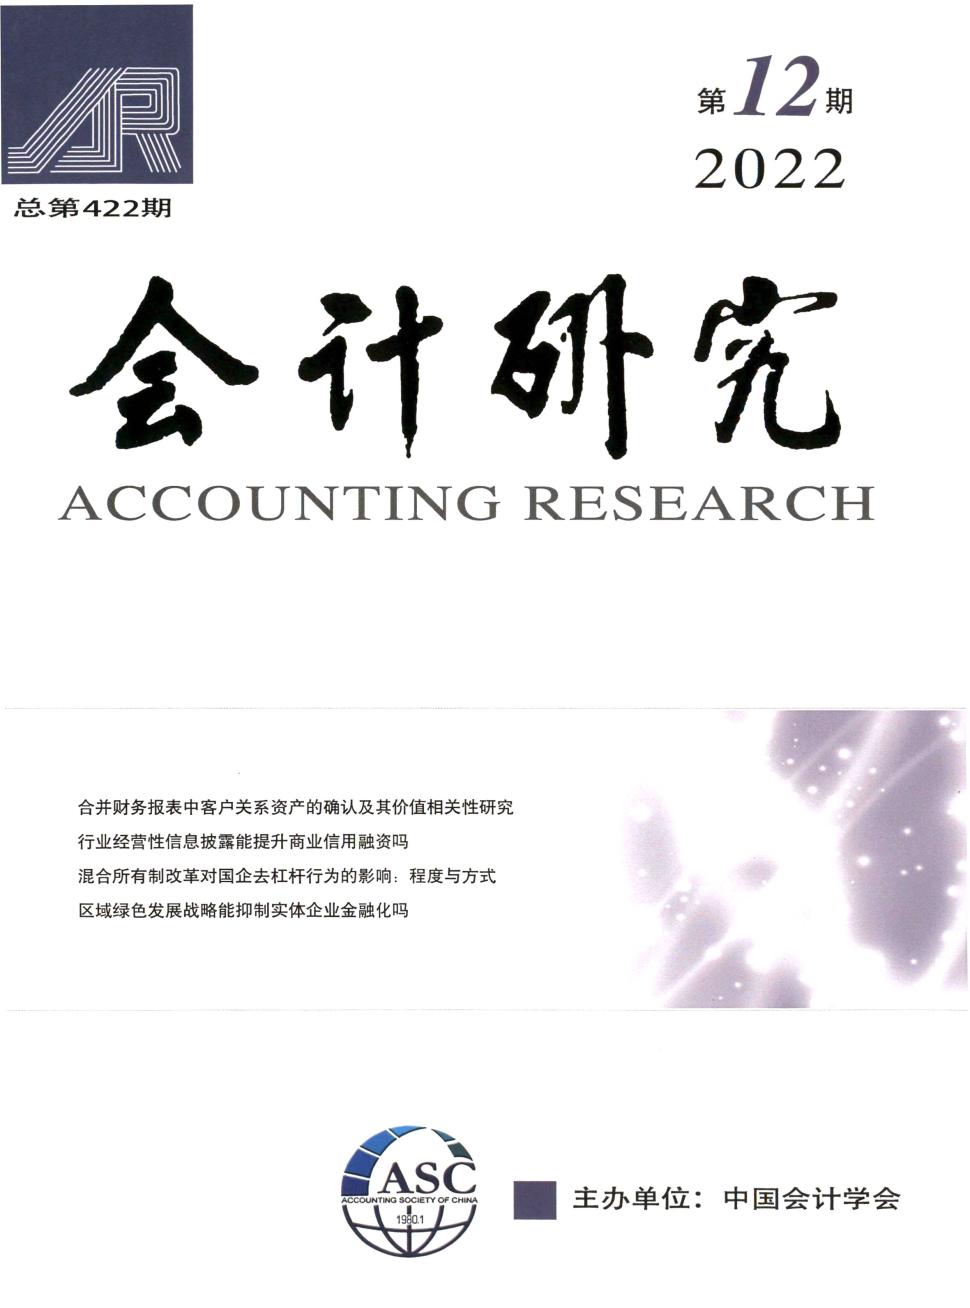 AR
第12期
2022
总第422期
会计研究
ACCOUNTING RESEARCH
合并财务报表中客户关系资产的确认及其价值相关性研究
行业经营性信息披露能提升商业信用融资吗
混合所有制改革对国企去杠杆行为的影响：程度与方式
区域绿色发展战略能抑制实体企业金融化吗
ASC
ACCOUNTING SOCIETY OF CHINA
1980.1
主办单位：中国会计学会